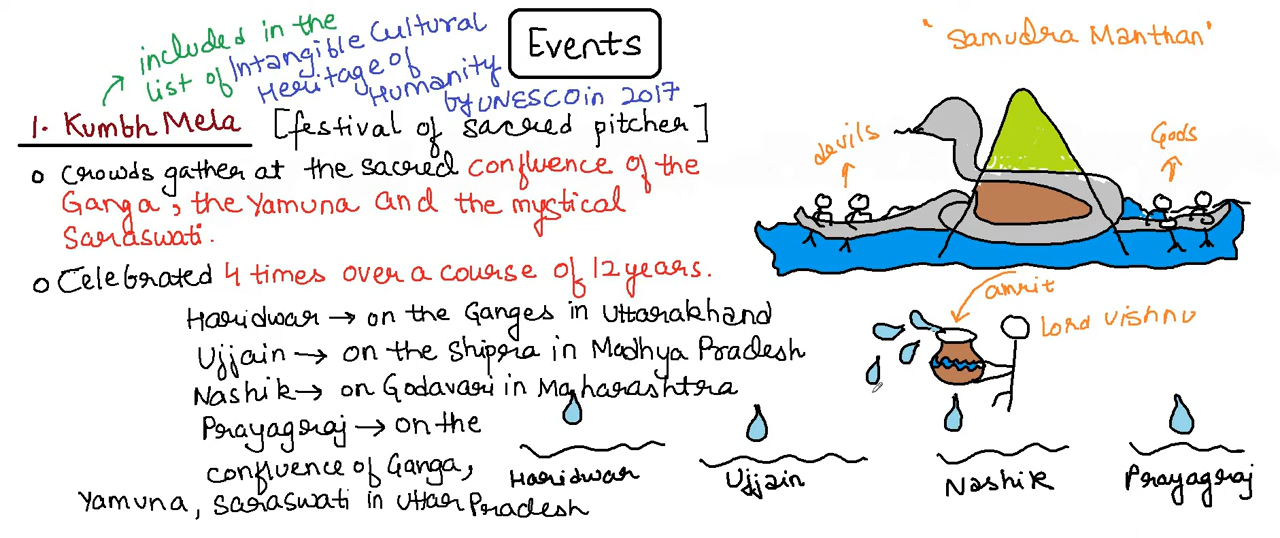 Events
included in the
list of Intangible Cultural
Heritage of
Humanity
by UNESCO in 2017
1. Kumbh Mela [festival of sacred pitcher]
o crowds gather at the sacred confluence of the
Ganga, the Yamuna and the mystical
Saraswati.
o Celebrated 4 times over a course of 12 years.
Haridwar → on the Ganges in Uttarakhand
Ujjain → on the Shipra in Madhya Pradesh
Nashik → on Godavari in Maharashtra
Prayagraj → on the
confluence of Ganga,
Yamuna, Saraswati in Uttar Pradesh
"Samudra Manthan"
devils
Gods
amrit
Lord Vishnu
Haridwar
Ujjain
Nashik
Prayagraj